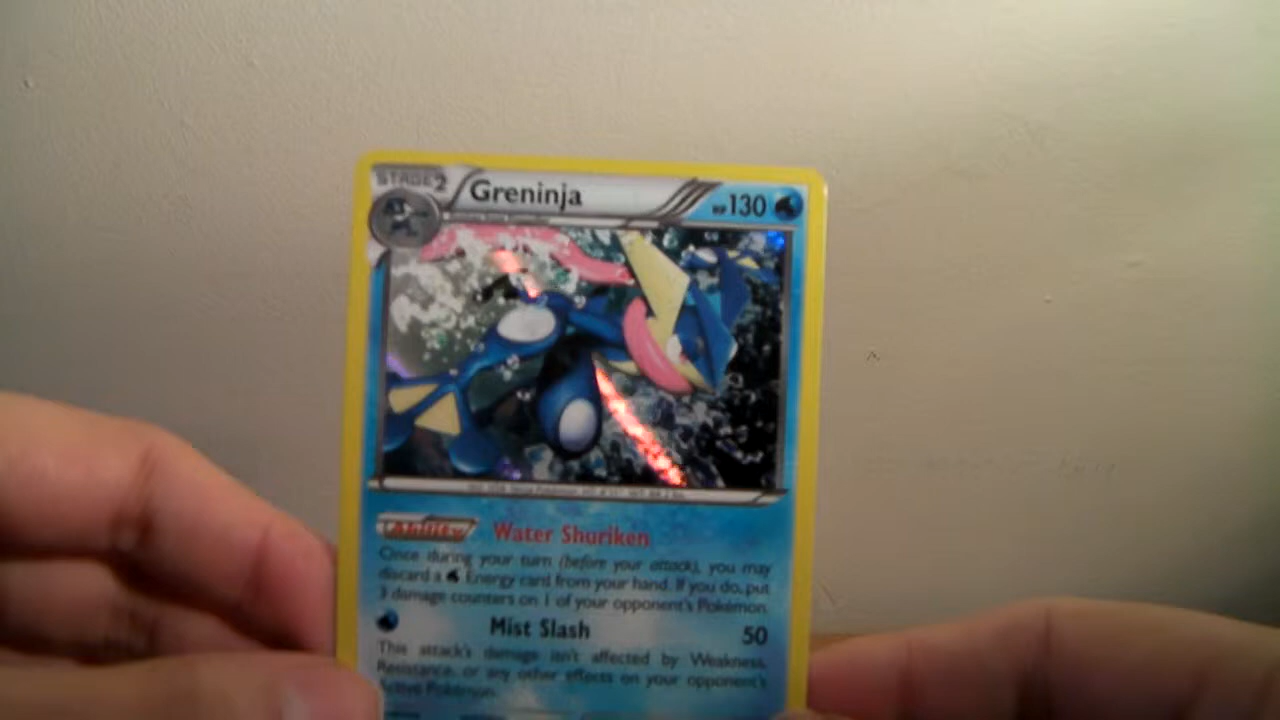 STAGE2
Greninja
HP130
Ability Water Shuriken
Once during your turn (before your attack), you may
discard a Energy card from your hand. If you do, put
3 damage counters on 1 of your opponent's Pokémon.
Mist Slash 50
This attack's damage isn't affected by Weakness,
Resistance, or any other effects on your opponent's
Active Pokémon.